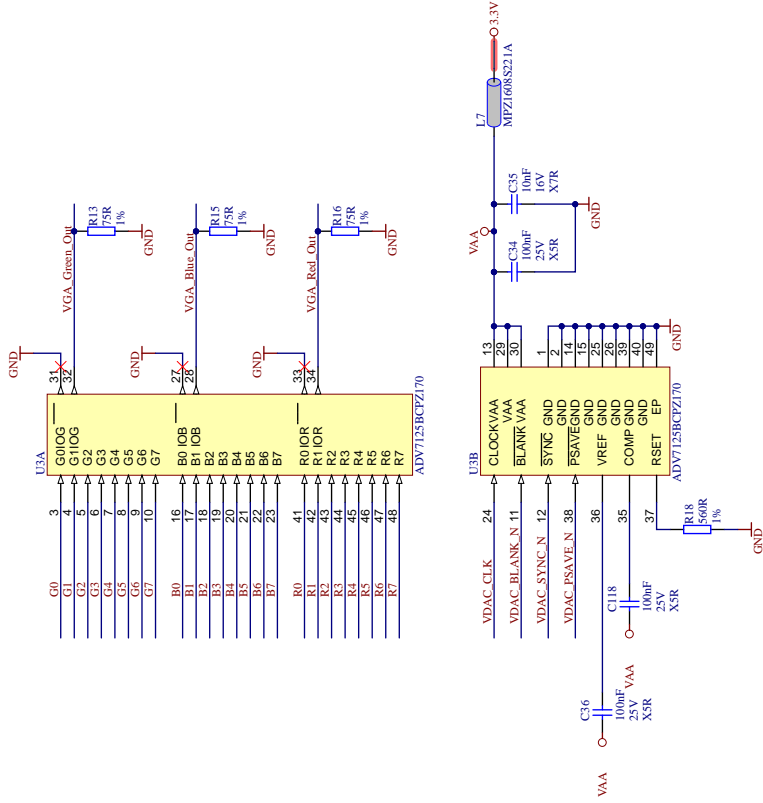 U3A
G0 3 G0 IOG 31 GND
G1 4 G1 IOG 32 VGA_Green_Out
G2 5 G2
G3 6 G3
G4 7 G4
G5 8 G5
G6 9 G6
G7 10 G7
R13
75R
1%
GND
B0 16 B0 IOB 27 GND
B1 17 B1 IOB 28 VGA_Blue_Out
B2 18 B2
B3 19 B3
B4 20 B4
B5 21 B5
B6 22 B6
B7 23 B7
R15
75R
1%
GND
R0 41 R0 IOR 33 GND
R1 42 R1 IOR 34 VGA_Red_Out
R2 43 R2
R3 44 R3
R4 45 R4
R5 46 R5
R6 47 R6
R7 48 R7
R16
75R
1%
GND
ADV7125BCPZ170
U3B
VDAC_CLK 24 CLOCK VAA 13
VAA 29
VDAC_BLANK_N 11 BLANK VAA 30
VDAC_SYNC_N 12 SYNC GND 1
GND 2
VDAC_PSAVE_N 38 PSAVE GND 14
GND 15
36 VREF GND 25
GND 26
35 COMP GND 39
GND 40
37 RSET EP 49
GND
ADV7125BCPZ170
VAA
C34
100nF
25V
X5R
C35
10nF
16V
X7R
GND
L7
MPZ1608S221A
3.3V
R18
560R
1%
GND
C118
100nF
25V
X5R
VAA
C36
100nF
25V
X5R
VAA